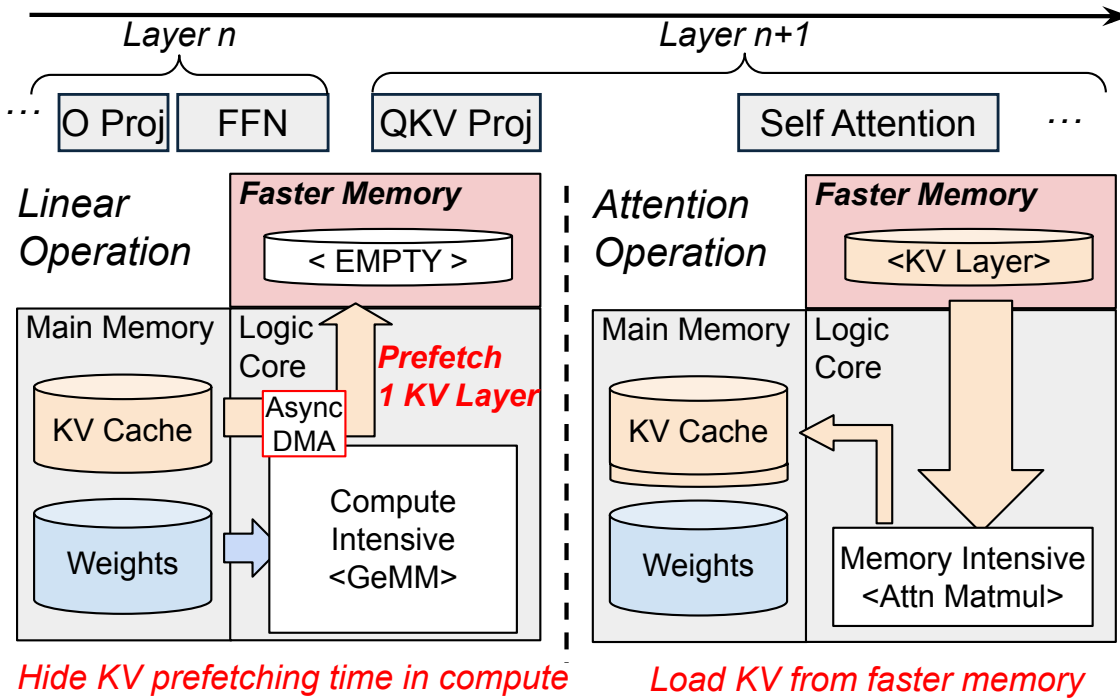 Layer n
Layer n+1
...
O Proj
FFN
QKV Proj
Self Attention
...
Linear
Operation
Faster Memory
< EMPTY >
Main Memory
Logic
Core
Prefetch
1 KV Layer
Async
DMA
KV Cache
Weights
Compute
Intensive
<GeMM>
Hide KV prefetching time in compute
Attention
Operation
Faster Memory
<KV Layer>
Main Memory
Logic
Core
KV Cache
Weights
Memory Intensive
<Attn Matmul>
Load KV from faster memory